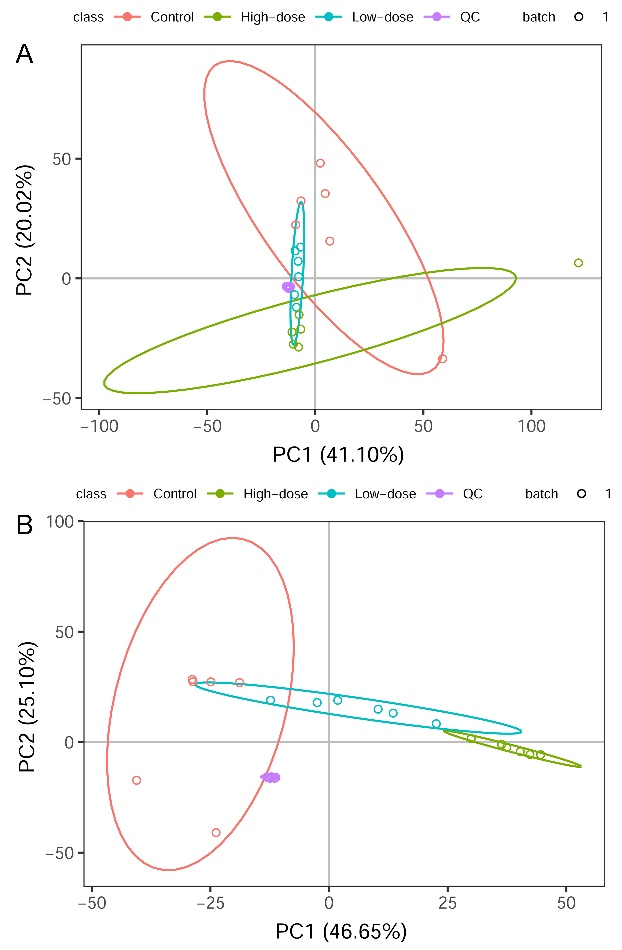 class Control High-dose Low-dose QC batch 1
A
50
0
−50
PC2 (20.02%)
−100 −50 0 50 100
PC1 (41.10%)
class Control High-dose Low-dose QC batch 1
B
100
50
0
−50
PC2 (25.10%)
−50 −25 0 25 50
PC1 (46.65%)